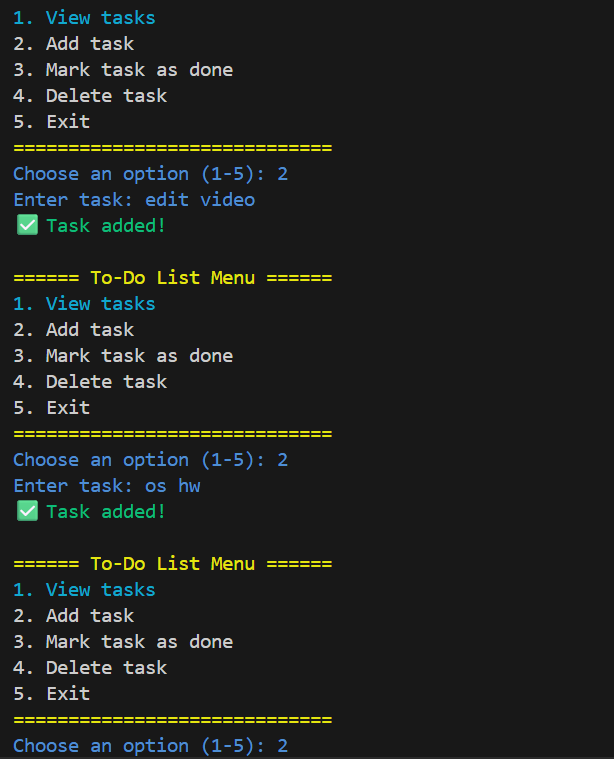 1. View tasks
2. Add task
3. Mark task as done
4. Delete task
5. Exit
=============================
Choose an option (1-5): 2
Enter task: edit video
✅ Task added!
====== To-Do List Menu ======
1. View tasks
2. Add task
3. Mark task as done
4. Delete task
5. Exit
=============================
Choose an option (1-5): 2
Enter task: os hw
✅ Task added!
====== To-Do List Menu ======
1. View tasks
2. Add task
3. Mark task as done
4. Delete task
5. Exit
=============================
Choose an option (1-5): 2